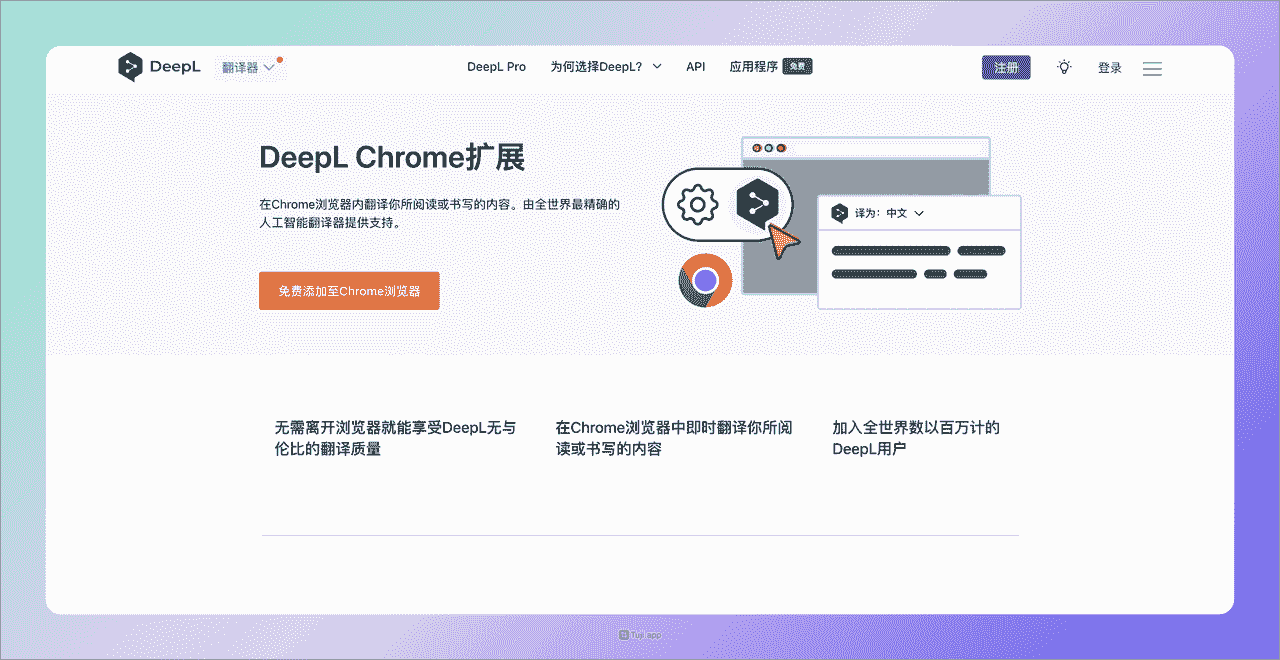 DeepL 翻译器 DeepL Pro 为何选择DeepL? API 应用程序 免费 注册 登录
DeepL Chrome扩展
在Chrome浏览器内翻译你所阅读或书写的内容。由全世界最精确的
人工智能翻译器提供支持。
免费添加至Chrome浏览器
译为：中文
无需离开浏览器就能享受DeepL无与
伦比的翻译质量
在Chrome浏览器中即时翻译你所阅
读或书写的内容
加入全世界数以百万计的
DeepL用户
Tuji.app